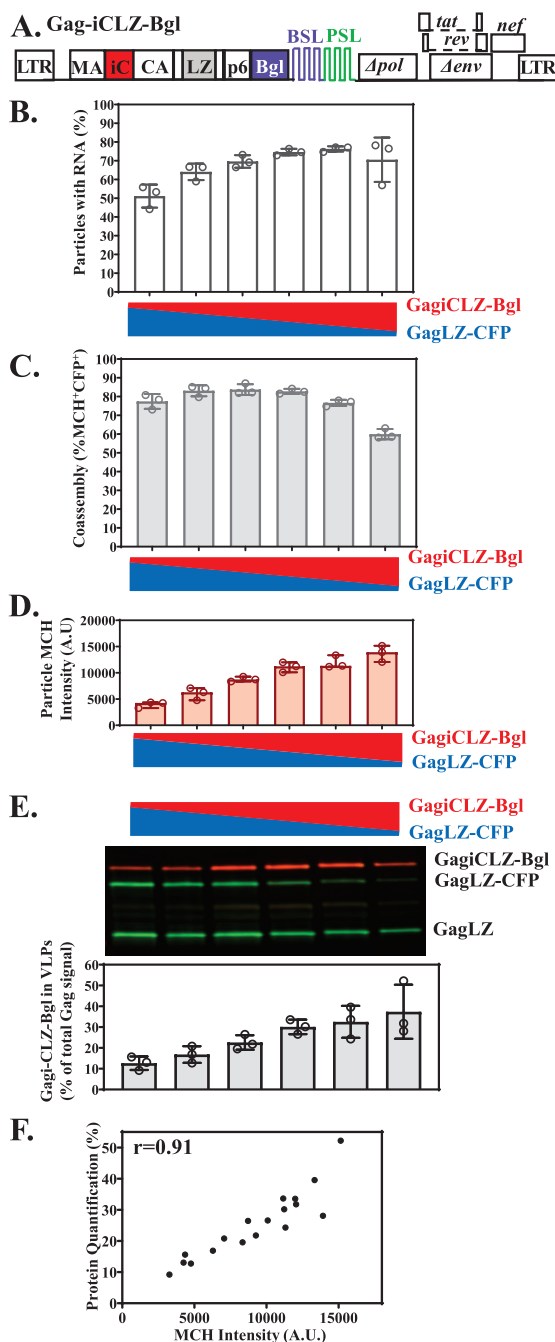 A. Gag-iCLZ-Bgl
tat
rev
nef
BSL PSL
LTR MA iC CA LZ p6 Bgl Δpol Δenv LTR
B.
Particles with RNA (%)
100
90
80
70
60
50
40
30
20
10
0
GagiCLZ-Bgl
GagLZ-CFP
C.
Coassembly (%MCH⁺CFP⁺)
100
90
80
70
60
50
40
30
20
10
0
GagiCLZ-Bgl
GagLZ-CFP
D.
Particle MCH
Intensity (A.U)
20000
15000
10000
5000
0
GagiCLZ-Bgl
GagLZ-CFP
E.
GagiCLZ-Bgl
GagLZ-CFP
GagiCLZ-Bgl
GagLZ-CFP
GagLZ
Gagi-CLZ-Bgl in VLPs
(% of total Gag signal)
60
50
40
30
20
10
0
F.
r=0.91
Protein Quantification (%)
50
40
30
20
10
0
0 5000 10000 15000
MCH Intensity (A.U.)